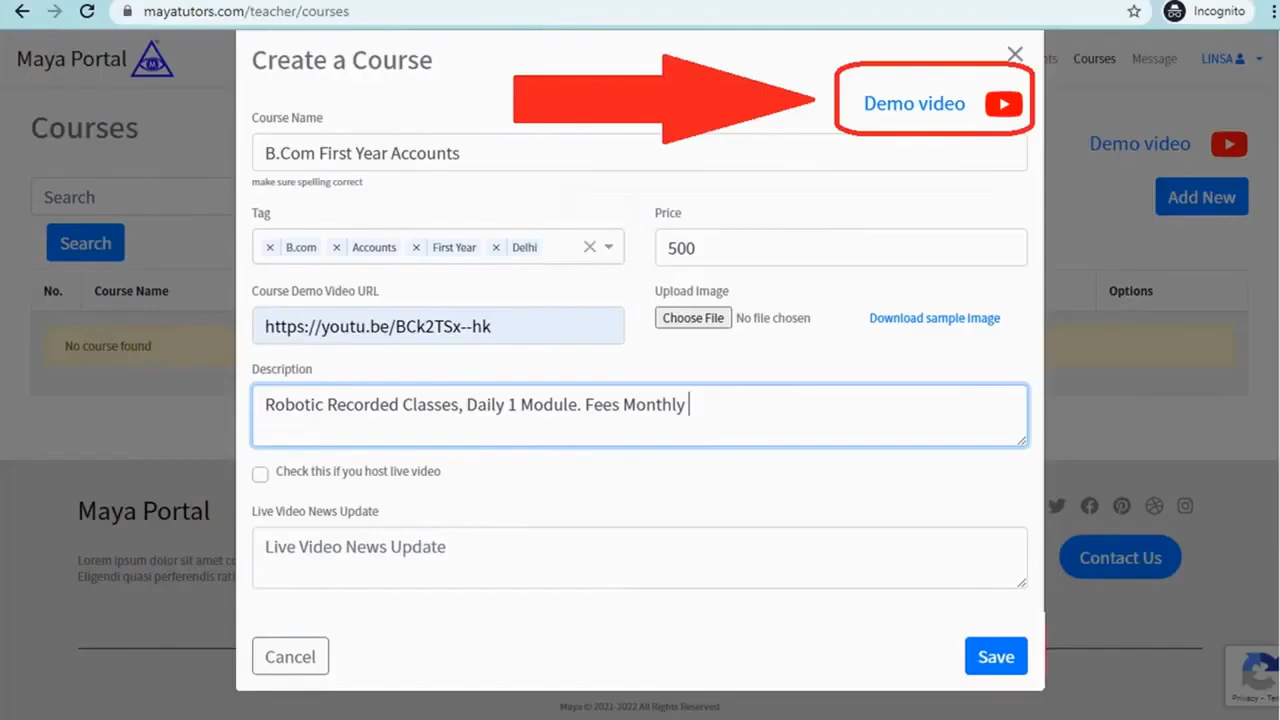 mayatutors.com/teacher/courses
Incognito
Maya Portal
M
nts Courses Message LINSA
Create a Course
Demo video
Courses
Demo video
Course Name
B.Com First Year Accounts
make sure spelling correct
Search
Add New
Search
Tag
Price
× B.com × Accounts × First Year × Delhi
500
No. Course Name
Options
Course Demo Video URL
Upload Image
https://youtu.be/BCk2TSx--hk
Choose File No file chosen
Download sample Image
No course found
Description
Robotic Recorded Classes, Daily 1 Module. Fees Monthly
Check this if you host live video
Live Video News Update
Live Video News Update
Maya Portal
Lorem ipsum dolor sit amet co
Eligendi quasi perferendis rati
Contact Us
Cancel
Save
Privacy - Te
Maya © 2021-2022 All Rights Reserved